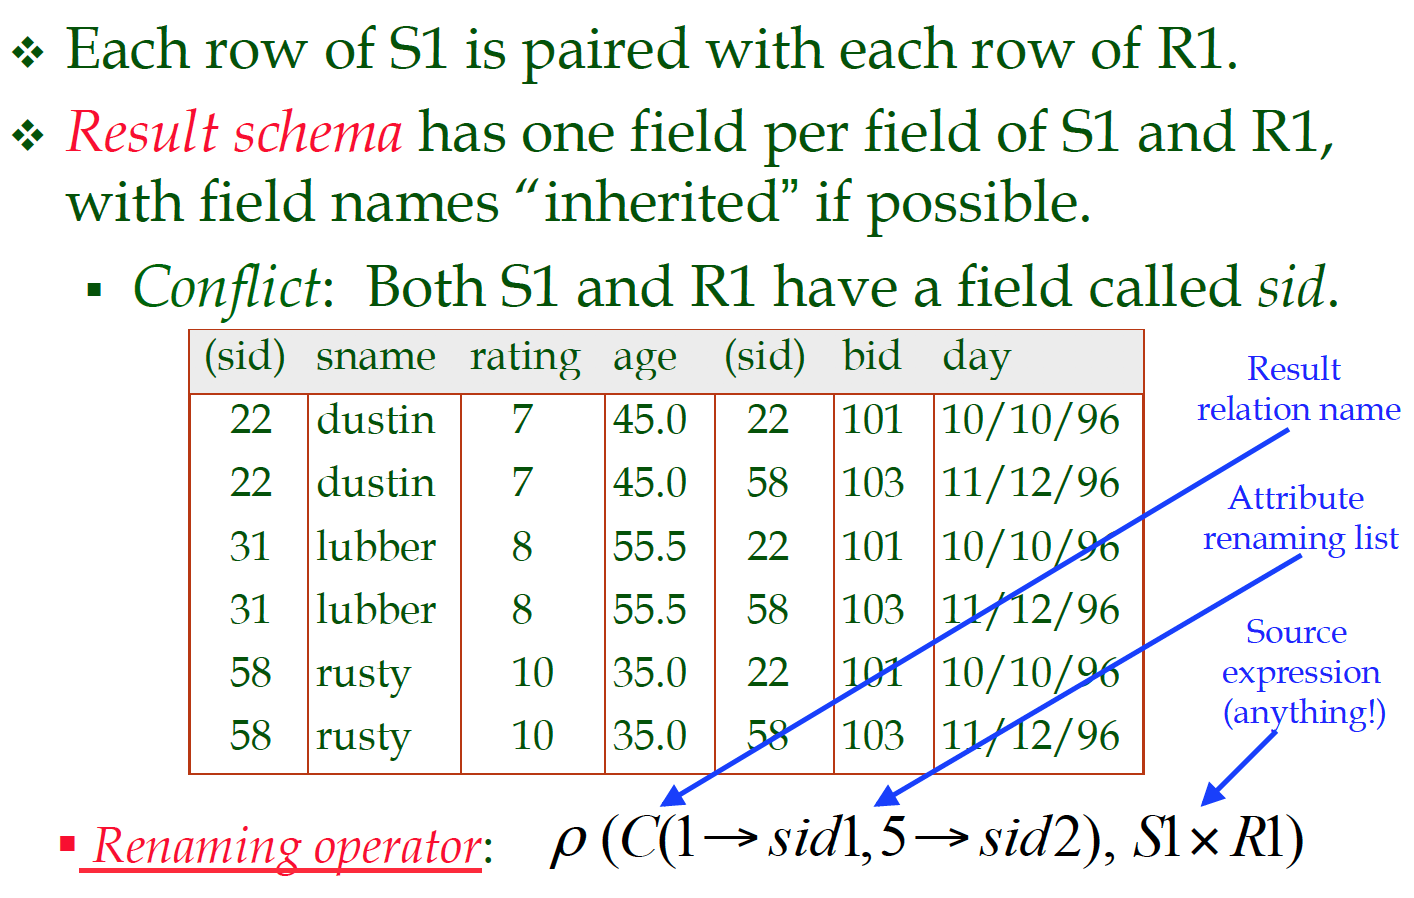 ❖ Each row of S1 is paired with each row of R1.
❖ Result schema has one field per field of S1 and R1,
with field names “inherited” if possible.
▪ Conflict: Both S1 and R1 have a field called sid.
(sid) sname rating age (sid) bid day
22 dustin 7 45.0 22 101 10/10/96
22 dustin 7 45.0 58 103 11/12/96
31 lubber 8 55.5 22 101 10/10/96
31 lubber 8 55.5 58 103 11/12/96
58 rusty 10 35.0 22 101 10/10/96
58 rusty 10 35.0 58 103 11/12/96
Result
relation name
Attribute
renaming list
Source
expression
(anything!)
▪ Renaming operator: ρ (C(1→sid1,5→sid2), S1×R1)